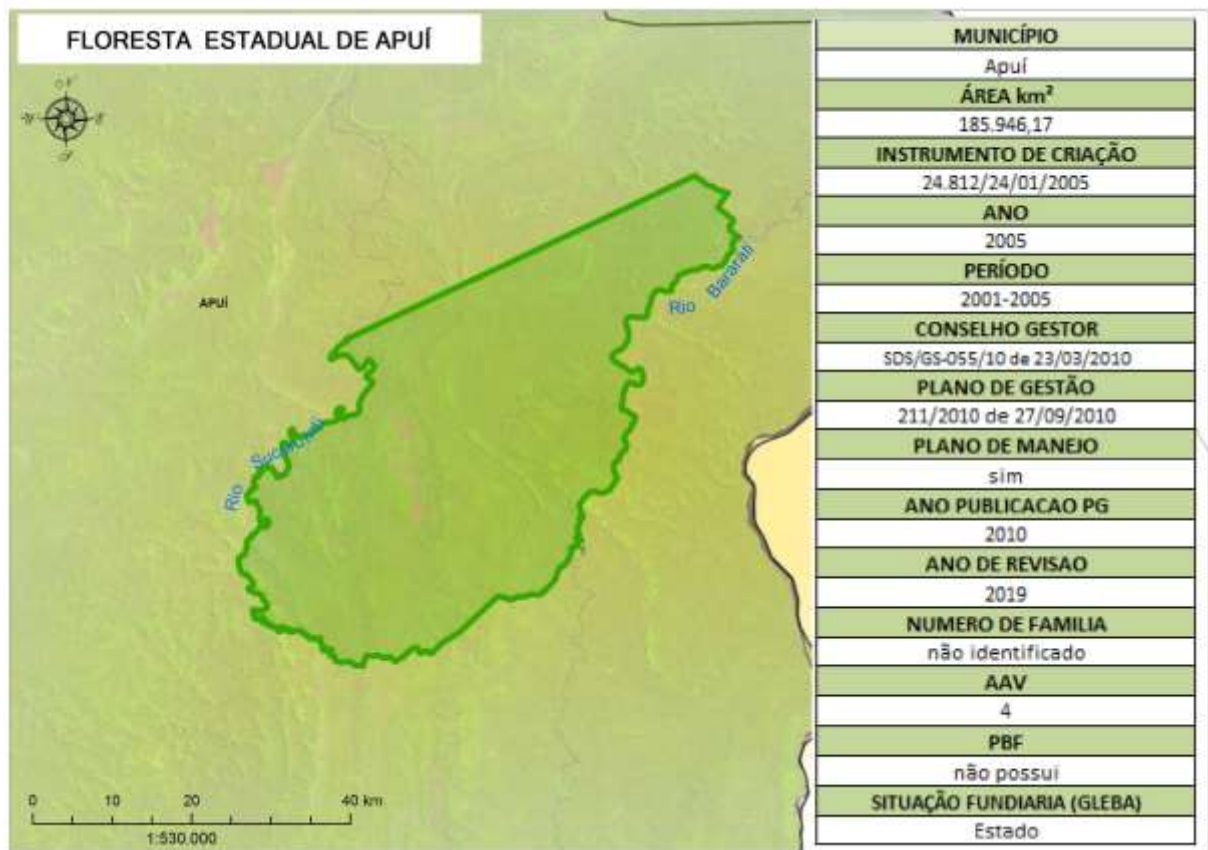 FLORESTA ESTADUAL DE APUÍ
APUÍ
Rio Bararati
Rio Sucunduri
0 10 20 40 km
1:530.000
MUNICÍPIO
Apuí
ÁREA km²
185.946,17
INSTRUMENTO DE CRIAÇÃO
24.812/24/01/2005
ANO
2005
PERÍODO
2001-2005
CONSELHO GESTOR
SDS/GS-055/10 de 23/03/2010
PLANO DE GESTÃO
211/2010 de 27/09/2010
PLANO DE MANEJO
sim
ANO PUBLICACAO PG
2010
ANO DE REVISAO
2019
NUMERO DE FAMILIA
não identificado
AAV
4
PBF
não possui
SITUAÇÃO FUNDIARIA (GLEBA)
Estado